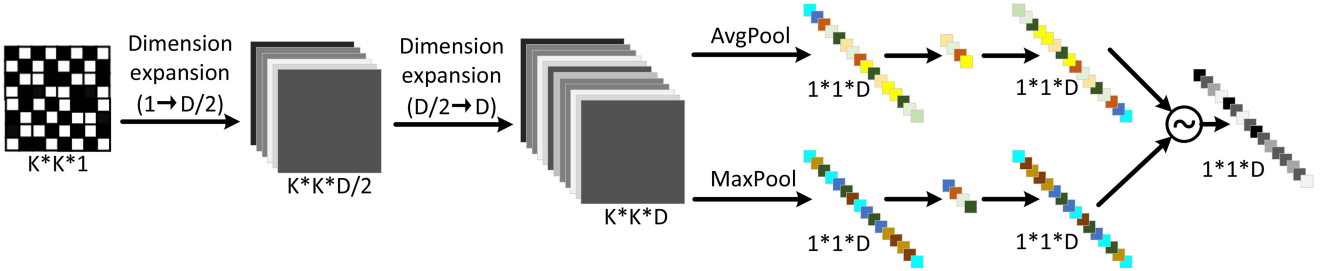 Dimension
expansion
(1→D/2)
K*K*1
K*K*D/2
Dimension
expansion
(D/2→D)
K*K*D
AvgPool
1*1*D
1*1*D
MaxPool
1*1*D
1*1*D
~
1*1*D